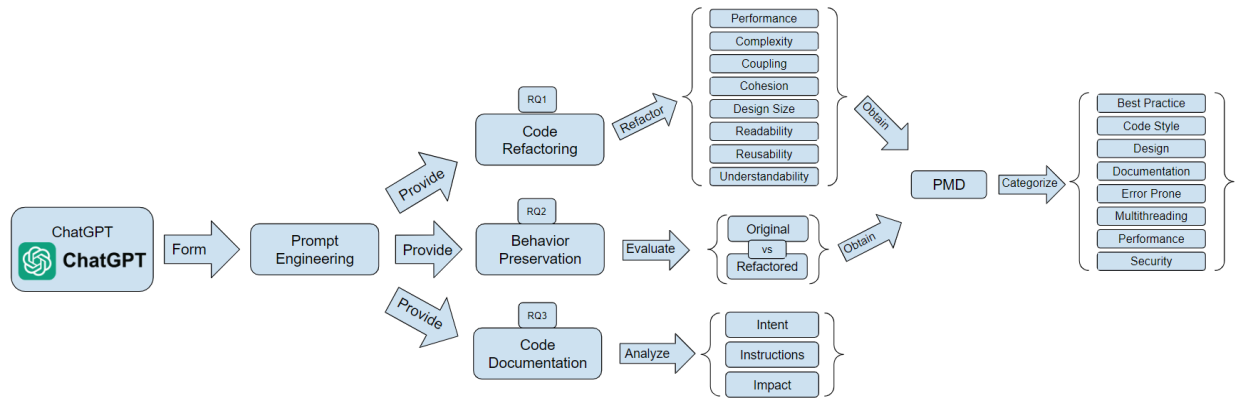 ChatGPT
ChatGPT
Form
Prompt
Engineering
Provide
Provide
Provide
RQ1
Code
Refactoring
Refactor
Performance
Complexity
Coupling
Cohesion
Design Size
Readability
Reusability
Understandability
Obtain
RQ2
Behavior
Preservation
Evaluate
Original
vs
Refactored
Obtain
RQ3
Code
Documentation
Analyze
Intent
Instructions
Impact
PMD
Categorize
Best Practice
Code Style
Design
Documentation
Error Prone
Multithreading
Performance
Security